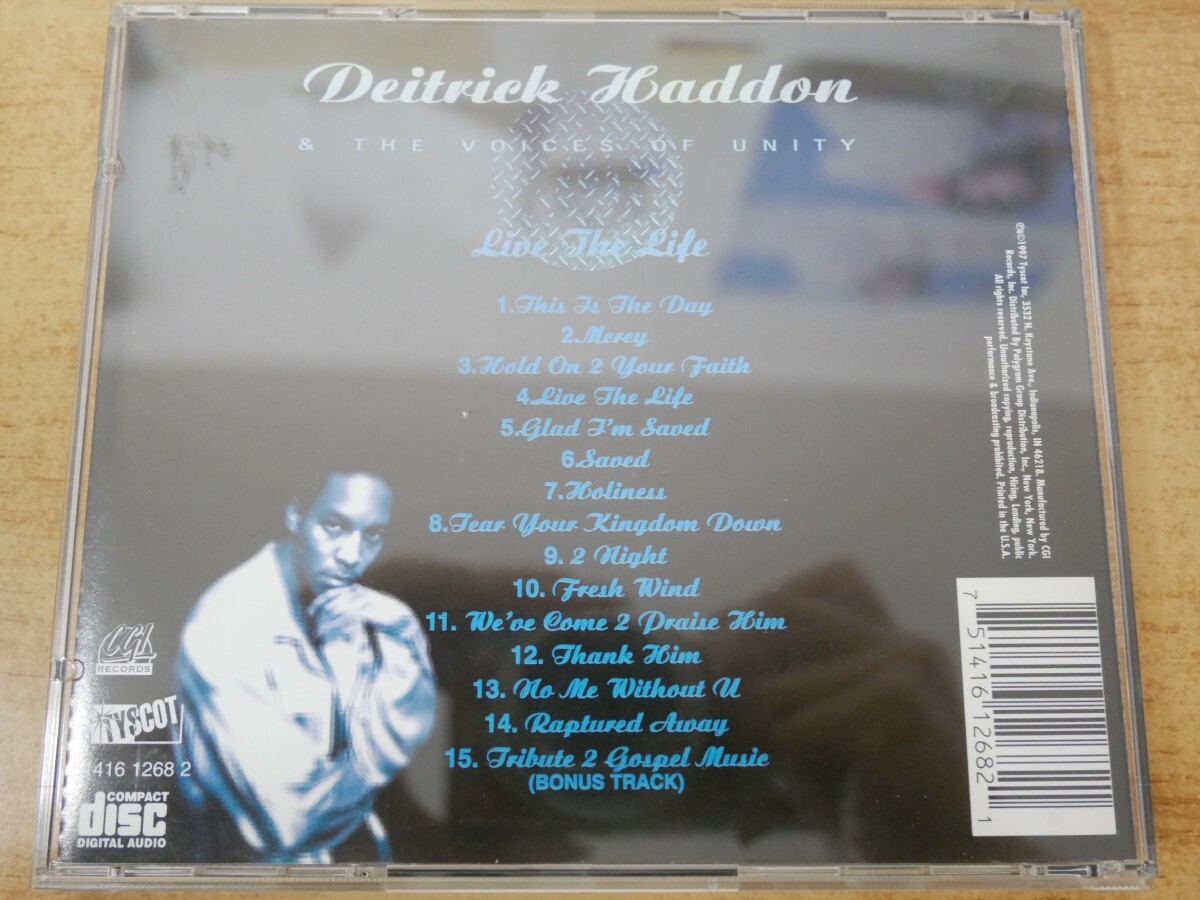 Deitrick Haddon
& THE VOICES OF UNITY
Live The Life
1.This Is The Day
2.Mercy
3.Hold On 2 Your Faith
4.Live The Life
5.Glad I'm Saved
6.Saved
7.Holiness
8.Tear Your Kingdom Down
9. 2 Night
10. Fresh Wind
11. We've Come 2 Praise Him
12. Thank Him
13. No Me Without U
14. Raptured Away
15. Tribute 2 Gospel Music
(BONUS TRACK)
CGI
RECORDS
TYSCOT
416 1268 2
COMPACT
disc
DIGITAL AUDIO
℗&©1997 Tyscot Inc, 3532 N. Keystone Ave., Indianapolis, IN 46218. Manufactured by CGI
Records, Inc. Distributed By Polygram Group Distribution, Inc., New York, New York.
All rights reserved. Unauthorized copying, reproduction, Hiring, Lending, public
performance & broadcasting prohibited. Printed in the U.S.A.
7 51416 12682 1